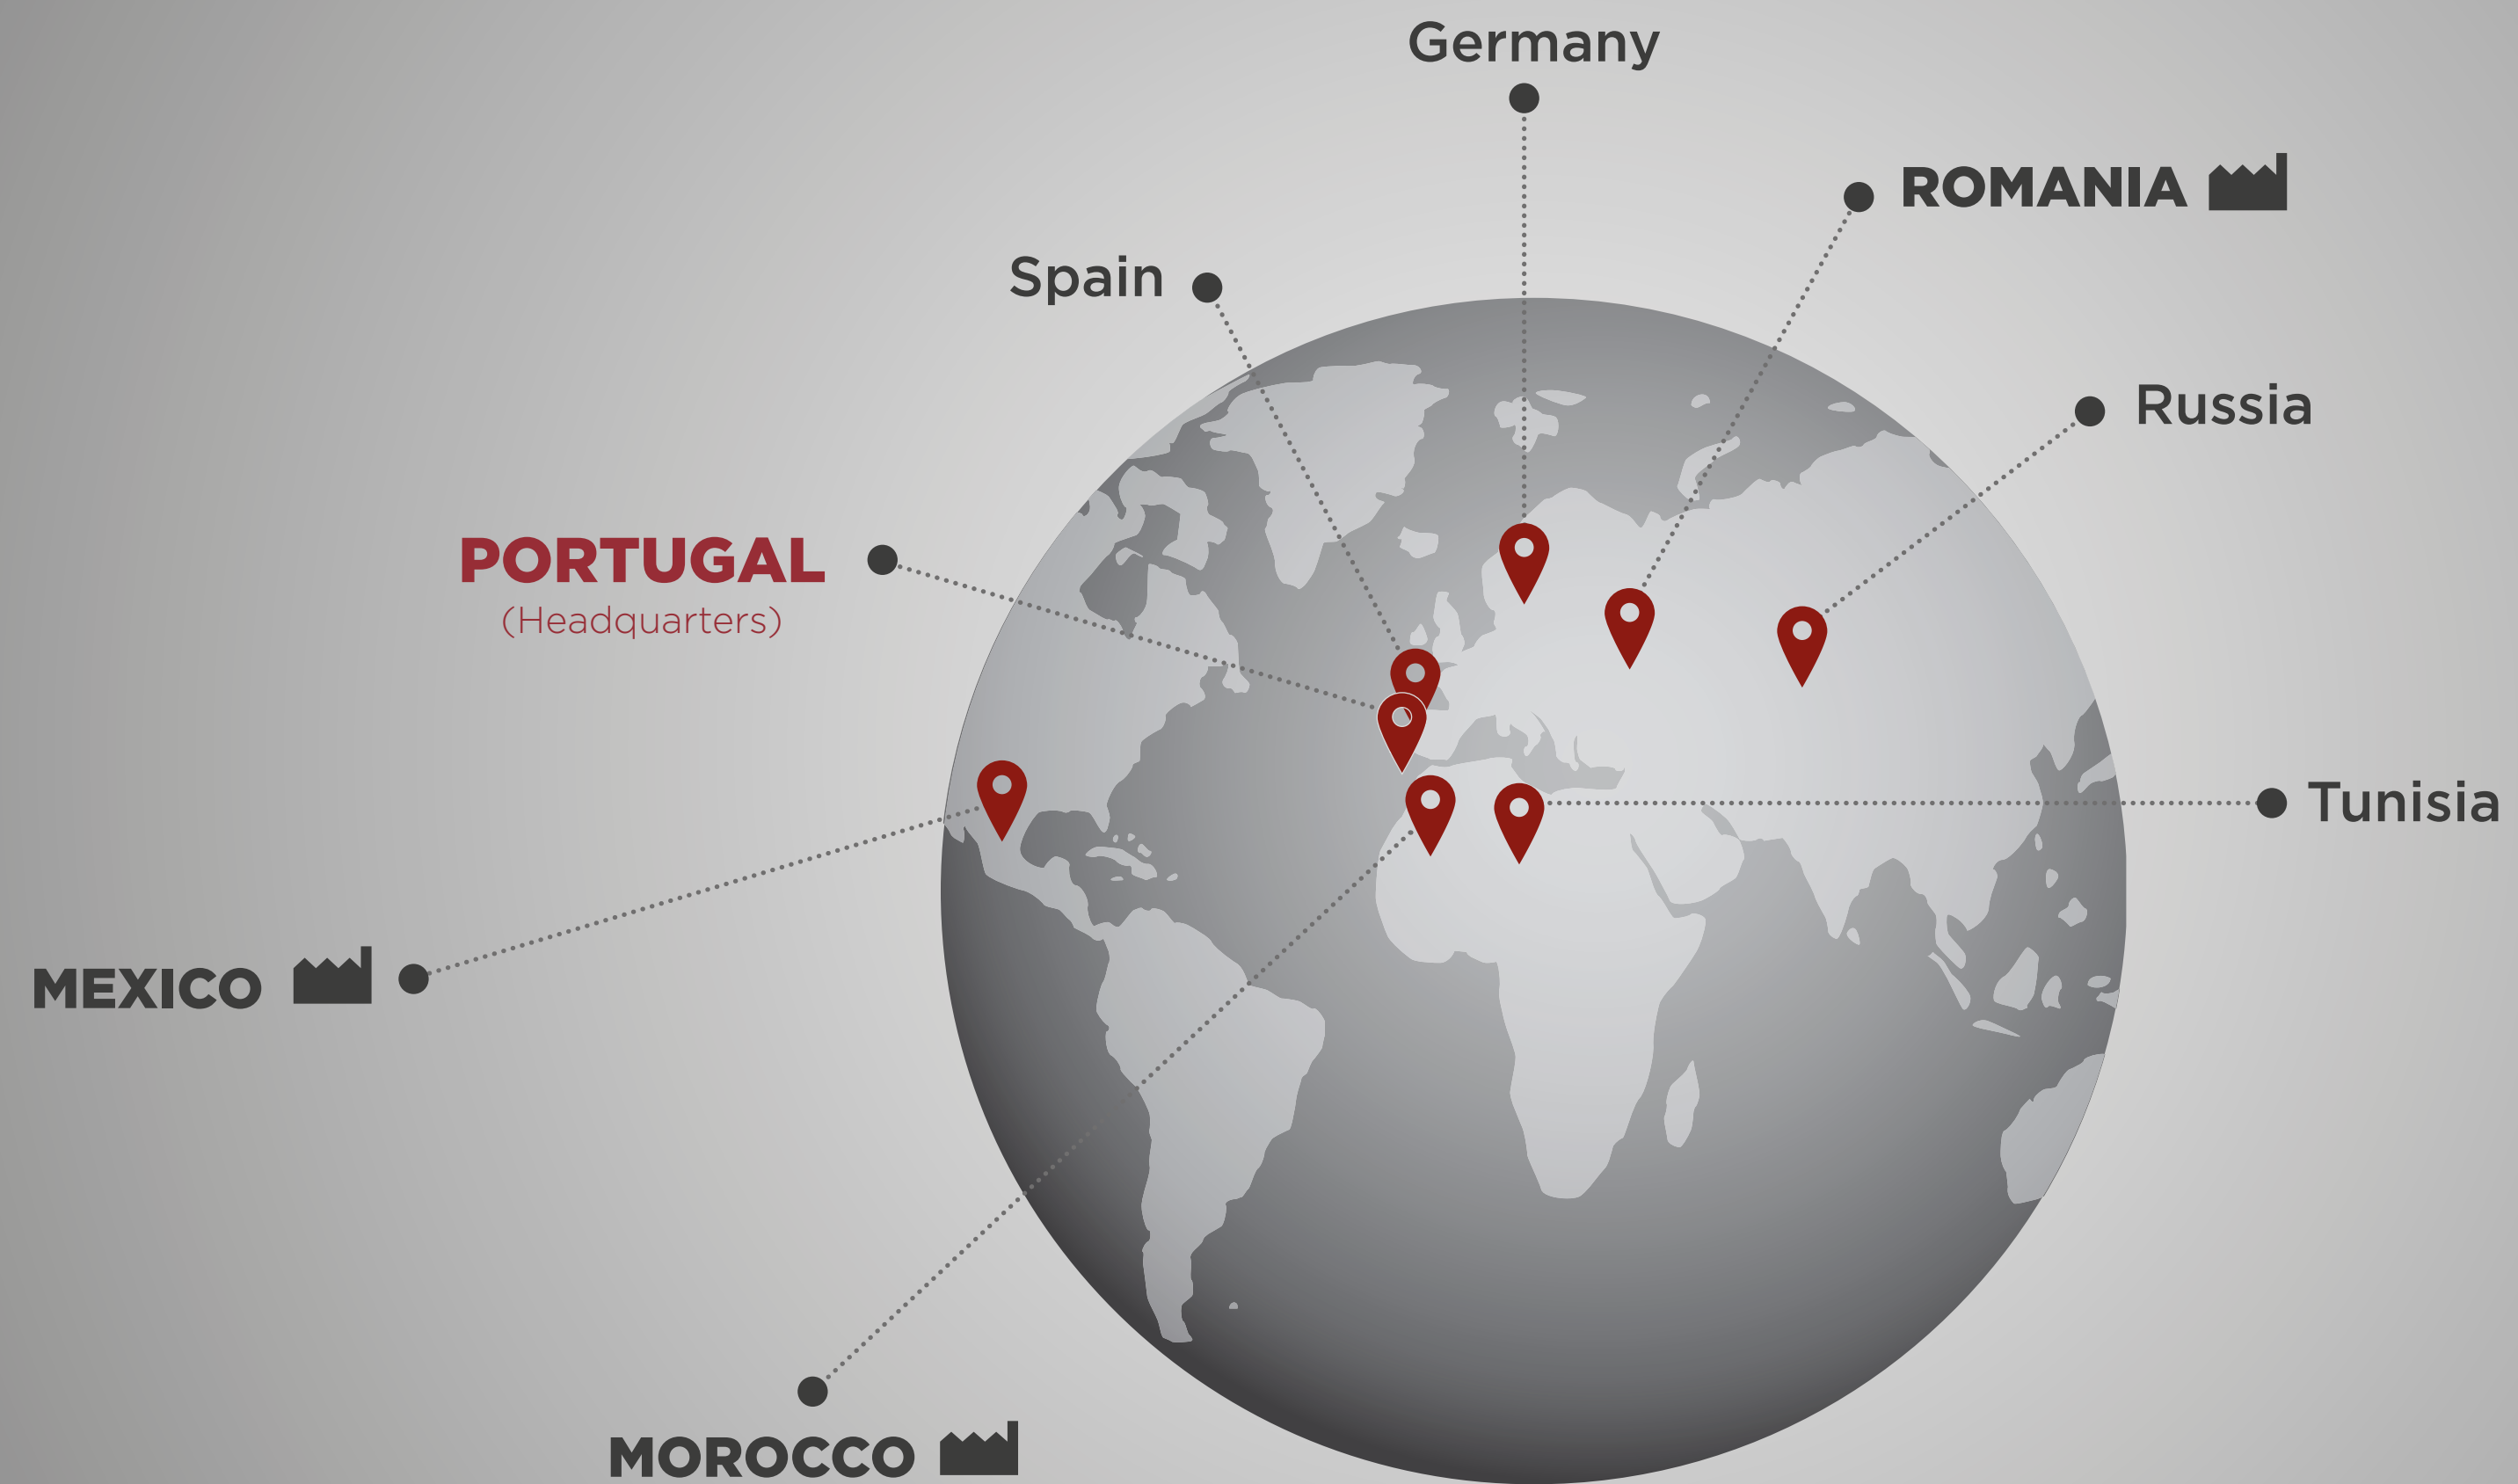 Germany
ROMANIA
Spain
Russia
PORTUGAL
(Headquarters)
Tunisia
MEXICO
MOROCCO